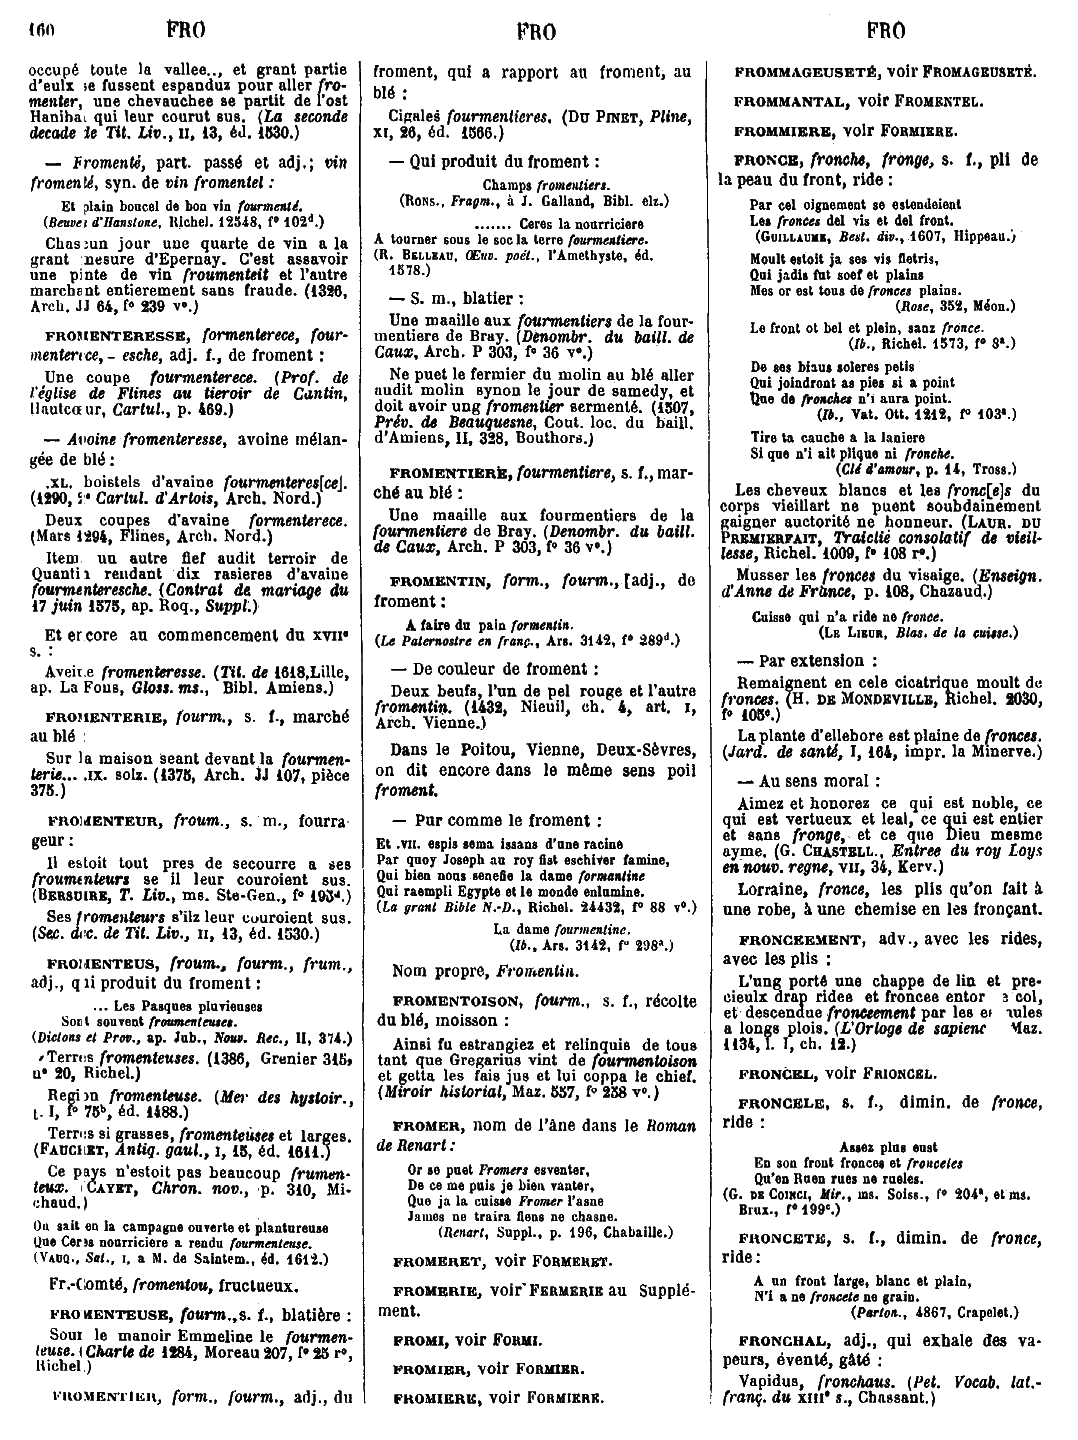 160 FRO FRO FRO
occupé toute la vallee.., et grant partie
d'eulx se fussent espanduz pour aller fro-
menter, une chevauchee se partit de l'ost
Hanibal qui leur courut sus. (La seconde
decade de Tit. Liv., II, 13, éd. 1530.)
— Fromenté, part. passé et adj.; vin
fromenté, syn. de vin fromentel :
Et plain boucel de bon vin fourmenté.
(Beuves d'Hanstone, Richel. 12548, f° 102d.)
Chascun jour une quarte de vin a la
grant mesure d'Epernay. C'est assavoir
une pinte de vin froumenteit et l'autre
marchant entierement sans fraude. (1326,
Arch. JJ 64, f° 239 v°.)
FROMENTERESSE, formenterece, four-
menterece, - esche, adj. f., de froment :
Une coupe fourmenterece. (Prof. de
l'église de Flines au tieroir de Cantin,
Hautcœur, Cartul., p. 469.)
— Avoine fromenteresse, avoine mélan-
gée de blé :
.XL. boistels d'avaine fourmenteres[ce].
(1290, Cartul. d'Artois, Arch. Nord.)
Deux coupes d'avaine formenterece.
(Mars 1294, Flines, Arch. Nord.)
Item un autre fief audit terroir de
Quantin rendant dix rasieres d'avaine
fourmenteresche. (Contrat de mariage du
17 juin 1575, ap. Roq., Suppl.)
Et encore au commencement du XVIIe
s. :
Aveine fromenteresse. (Tit. de 1618, Lille,
ap. La Fons, Gloss. ms., Bibl. Amiens.)
FROMENTERIE, fourm., s. f., marché
au blé :
Sur la maison seant devant la fourmen-
terie... .IX. solz. (1375, Arch. JJ 107, pièce
375.)
FROMENTEUR, froum., s. m., fourra-
geur :
Il estoit tout pres de secourre a ses
froumenteurs se il leur couroient sus.
(BERSUIRE, T. Liv., ms. Ste-Gen., f° 195d.)
Ses fromenteurs s'ilz leur couroient sus.
(Sec. dec. de Tit. Liv., II, 13, éd. 1530.)
FROMENTEUS, froum., fourm., frum.,
adj., qui produit du froment :
... Les Pasques pluvieuses
Sont souvent froumenteuses.
(Dictons et Prov., ap. Jub., Nouv. Rec., II, 374.)
Terres fromenteuses. (1386, Grenier 315,
n° 20, Richel.)
Region fromenteuse. (Mer des hystoir.,
t. I, f° 75b, éd. 1488.)
Terres si grasses, fromenteuses et larges.
(FAUCHET, Antiq. gaul., I, 15, éd. 1611.)
Ce pays n'estoit pas beaucoup frumen-
teux. (CAYET, Chron. nov., p. 310, Mi-
chaud.)
On sait en la campagne ouverte et plantureuse
Que Ceres nourriciere a rendu fourmenteuse.
(VAUQ., Sat., I, a M. de Saintem., éd. 1612.)
Fr.-Comté, fromentou, fructueux.
FROMENTEUSE, fourm., s. f., blatière :
Sour le manoir Emmeline le fourmen-
teuse. (Charte de 1284, Moreau 207, f° 25 r°,
Richel.)
FROMENTIER, form., fourm., adj., du
froment, qui a rapport au froment, au
blé :
Cigales fourmentieres. (DU PINET, Pline,
XI, 26, éd. 1566.)
— Qui produit du froment :
Champs fromentiers.
(RONS., Fragm., à J. Galland, Bibl. elz.)
....... Ceres la nourriciere
A tourner sous le soc la terre fourmentiere.
(R. BELLEAU, Œuv. poét., l'Amethyste, éd.
1578.)
— S. m., blatier :
Une maaille aux fourmentiers de la four-
mentiere de Bray. (Denombr. du baill. de
Caux, Arch. P 303, f° 36 v°.)
Ne puet le fermier du molin au blé aller
audit molin synon le jour de samedy, et
doit avoir ung fromentier sermenté. (1507,
Prév. de Beauquesne, Cout. loc. du baill.
d'Amiens, II, 328, Bouthors.)
FROMENTIERE, fourmentiere, s. f., mar-
ché au blé :
Une maaille aux fourmentiers de la
fourmentiere de Bray. (Denombr. du baill.
de Caux, Arch. P 303, f° 36 v°.)
FROMENTIN, form., fourm., [adj., de
froment :
A faire du pain formentin.
(Le Paternostre en franç., Ars. 3142, f° 289d.)
— De couleur de froment :
Deux beufs, l'un de pel rouge et l'autre
fromentin. (1432, Nieuil, ch. 4, art. I,
Arch. Vienne.)
Dans le Poitou, Vienne, Deux-Sèvres,
on dit encore dans le même sens poil
froment.
— Pur comme le froment :
Et .VII. espis sema issans d'une racine
Par quoy Joseph au roy fist eschiver famine,
Qui bien nous senefie la dame formantine
Qui raempli Egypte et le monde enlumine.
(La grant Bible N.-D., Richel. 24432, f° 88 v°.)
La dame fourmentine.
(Ib., Ars. 3142, f° 298a.)
Nom propre, Fromentin.
FROMENTOISON, fourm., s. f., récolte
du blé, moisson :
Ainsi fu estrangiez et relinquis de tous
tant que Gregarius vint de fourmentoison
et getta les fais jus et lui coppa le chief.
(Miroir historial, Maz. 557, f° 238 v°.)
FROMER, nom de l'âne dans le Roman
de Renart :
Or se puet Fromers esventer,
De ce me puis je bien vanter,
Que ja la cuisse Fromer l'asne
James ne traira fiens ne chasne.
(Renart, Suppl., p. 196, Chabaille.)
FROMERET, voir FORMERET.
FROMERIE, voir FERMERIE au Supplé-
ment.
FROMI, voir FORMI.
FROMIER, voir FORMIER.
FROMIERE, voir FORMIERE.
FROMMAGEUSETÉ, voir FROMAGEUSETÉ.
FROMMANTAL, voir FROMENTEL.
FROMMIERE, voir FORMIERE.
FRONCE, fronche, fronge, s. f., pli de
la peau du front, ride :
Par cel oignement se estendeient
Les fronces del vis et del front.
(GUILLAUME, Best. div., 1607, Hippeau.)
Moult estoit ja ses vis fletris,
Qui jadis fut soef et plains
Mes or est tous de fronces plains.
(Rose, 352, Méon.)
Le front ot bel et plein, sanz fronce.
(Ib., Richel. 1573, f° 8a.)
De ses biaus soleres petis
Qui joindront as pies si a point
Que de fronches n'i aura point.
(Ib., Vat. Ott. 1212, f° 103a.)
Tire ta cauche a la laniere
Si que n'i ait plique ni fronche.
(Clé d'amour, p. 14, Tross.)
Les cheveux blancs et les fronc[e]s du
corps vieillart ne puent soubdainement
gaigner auctorité ne honneur. (LAUR. DU
PREMIERFAIT, Traictié consolatif de vieil-
lesse, Richel. 1009, f° 108 r°.)
Musser les fronces du visaige. (Enseign.
d'Anne de France, p. 108, Chazaud.)
Cuisse qui n'a ride ne fronce.
(LE LIEUR, Blas. de la cuisse.)
— Par extension :
Remaignent en cele cicatrique moult de
fronces. (H. DE MONDEVILLE, Richel. 2030,
f° 105c.)
La plante d'ellebore est plaine de fronces.
(Jard. de santé, I, 164, impr. la Minerve.)
— Au sens moral :
Aimez et honorez ce qui est noble, ce
qui est vertueux et leal, ce qui est entier
et sans fronge, et ce que Dieu mesme
ayme. (G. CHASTELL., Entree du roy Loys
en nouv. regne, VII, 34, Kerv.)
Lorraine, fronce, les plis qu'on fait à
une robe, à une chemise en les fronçant.
FRONCEEMENT, adv., avec les rides,
avec les plis :
L'ung porté une chappe de lin et pre-
cieulx drap ridee et froncee entor col,
et descendue fronceement par les
a longs plois. (L'Orloge de sapience Maz.
1134, l. I, ch. 12.)
FRONCEL, voir FRIONCEL.
FRONCELE, s. f., dimin. de fronce,
ride :
Assez plus eust
En son front fronces et fronceles
Qu'en Roen rues ne rueles.
(G. DE COINCI, Mir., ms. Soiss., f° 204a, et ms.
Brux., f° 199c.)
FRONCETE, s. f., dimin. de fronce,
ride :
A un front large, blanc et plain,
N'i a ne froncete ne grain.
(Parton., 4867, Crapelet.)
FRONCHAL, adj., qui exhale des va-
peurs, éventé, gâté :
Vapidus, fronchaus. (Pet. Vocab. lat.-
franç. du XIIIe s., Chassant.)